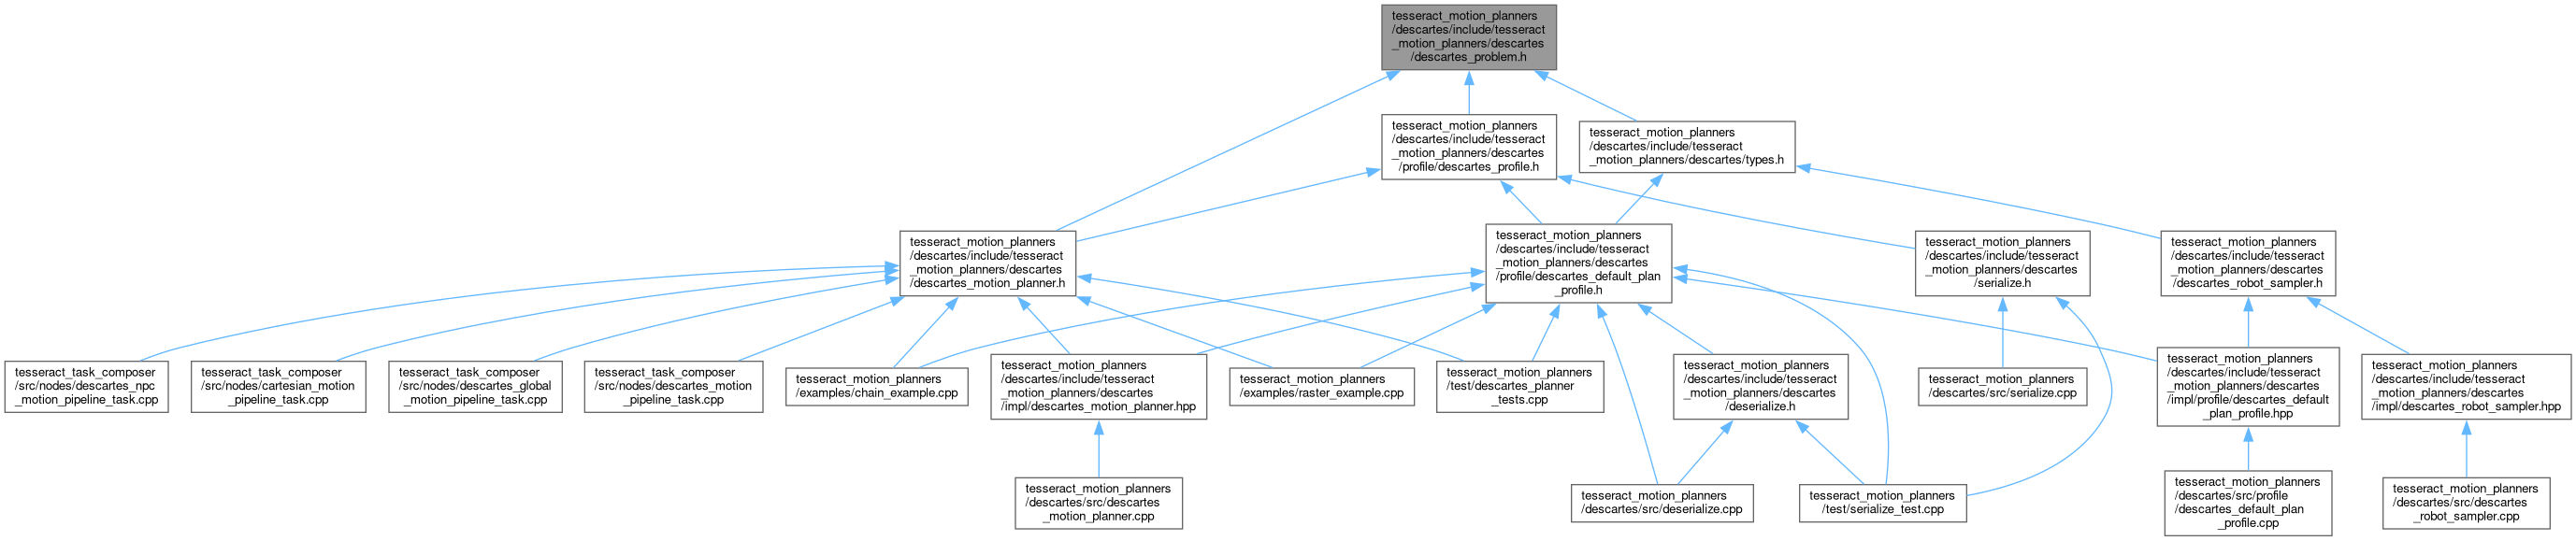 tesseract_motion_planners
/descartes/include/tesseract
_motion_planners/descartes
/descartes_problem.h
tesseract_motion_planners
/descartes/include/tesseract
_motion_planners/descartes
/profile/descartes_profile.h
tesseract_motion_planners
/descartes/include/tesseract
_motion_planners/descartes/types.h
tesseract_motion_planners
/descartes/include/tesseract
_motion_planners/descartes
/descartes_motion_planner.h
tesseract_motion_planners
/descartes/include/tesseract
_motion_planners/descartes
/profile/descartes_default_plan
_profile.h
tesseract_motion_planners
/descartes/include/tesseract
_motion_planners/descartes
/serialize.h
tesseract_motion_planners
/descartes/include/tesseract
_motion_planners/descartes
/descartes_robot_sampler.h
tesseract_task_composer
/src/nodes/descartes_npc
_motion_pipeline_task.cpp
tesseract_task_composer
/src/nodes/cartesian_motion
_pipeline_task.cpp
tesseract_task_composer
/src/nodes/descartes_global
_motion_pipeline_task.cpp
tesseract_task_composer
/src/nodes/descartes_motion
_pipeline_task.cpp
tesseract_motion_planners
/examples/chain_example.cpp
tesseract_motion_planners
/descartes/include/tesseract
_motion_planners/descartes
/impl/descartes_motion_planner.hpp
tesseract_motion_planners
/examples/raster_example.cpp
tesseract_motion_planners
/test/descartes_planner
_tests.cpp
tesseract_motion_planners
/descartes/include/tesseract
_motion_planners/descartes
/deserialize.h
tesseract_motion_planners
/descartes/src/serialize.cpp
tesseract_motion_planners
/descartes/include/tesseract
_motion_planners/descartes
/impl/profile/descartes_default
_plan_profile.hpp
tesseract_motion_planners
/descartes/include/tesseract
_motion_planners/descartes
/impl/descartes_robot_sampler.hpp
tesseract_motion_planners
/descartes/src/descartes
_motion_planner.cpp
tesseract_motion_planners
/descartes/src/deserialize.cpp
tesseract_motion_planners
/test/serialize_test.cpp
tesseract_motion_planners
/descartes/src/profile
/descartes_default_plan
_profile.cpp
tesseract_motion_planners
/descartes/src/descartes
_robot_sampler.cpp